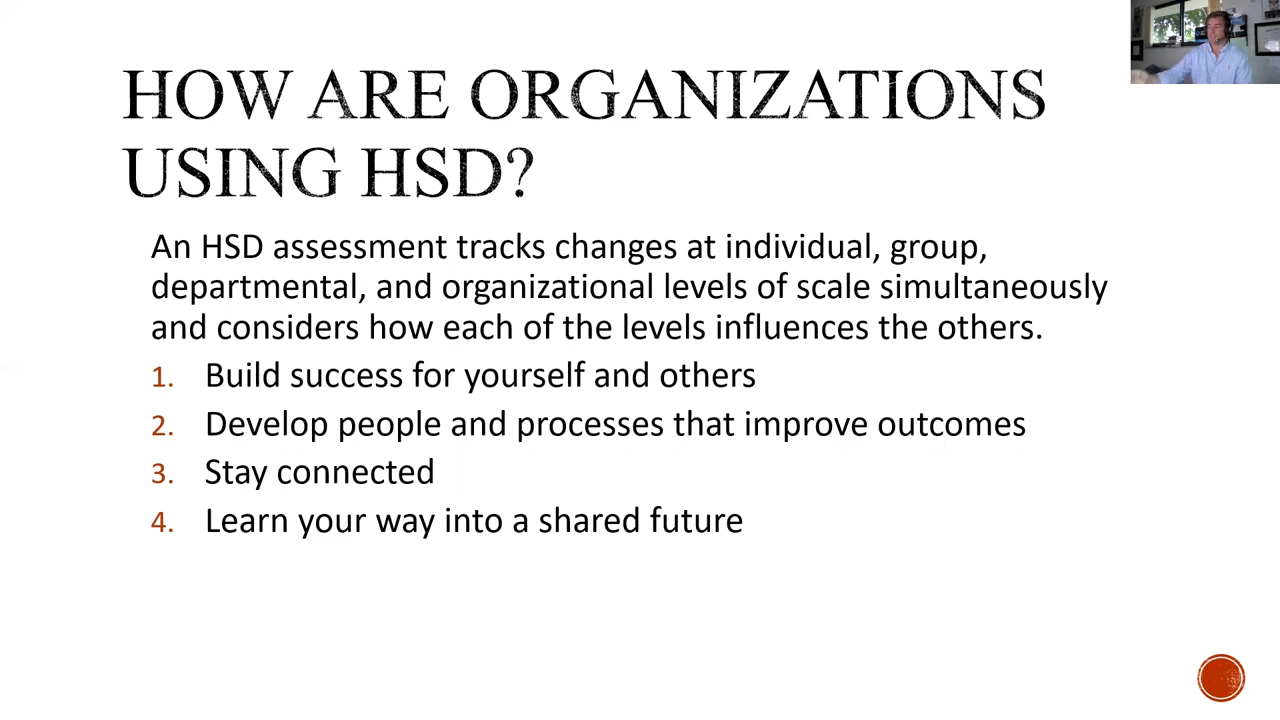 HOW ARE ORGANIZATIONS
USING HSD?
An HSD assessment tracks changes at individual, group,
departmental, and organizational levels of scale simultaneously
and considers how each of the levels influences the others.
1. Build success for yourself and others
2. Develop people and processes that improve outcomes
3. Stay connected
4. Learn your way into a shared future